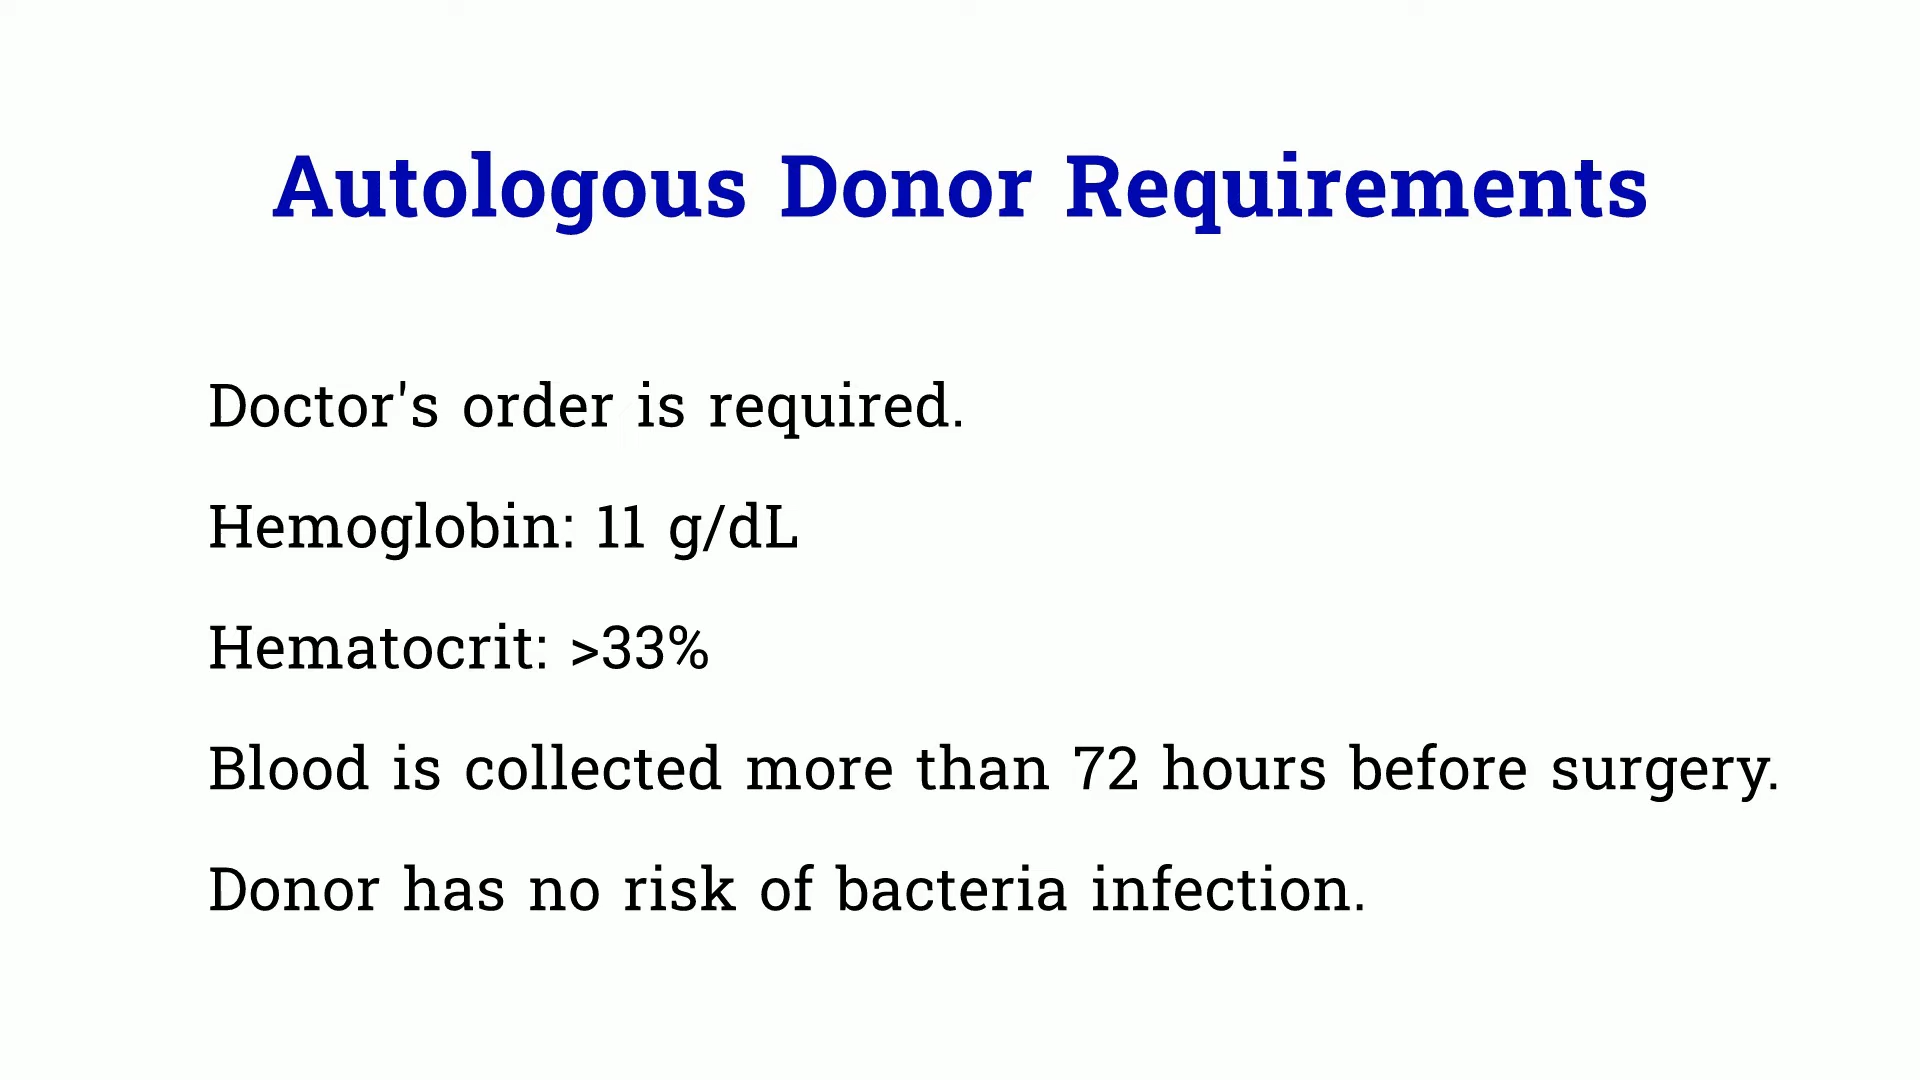 Autologous Donor Requirements
Doctor's order is required.
Hemoglobin: 11 g/dL
Hematocrit: >33%
Blood is collected more than 72 hours before surgery.
Donor has no risk of bacteria infection.